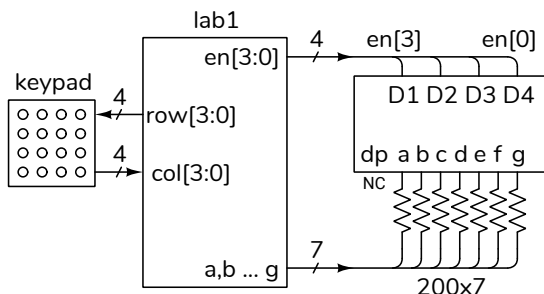 lab1
en[3:0]
4
en[3]
en[0]
keypad
D1 D2 D3 D4
4
row[3:0]
4
col[3:0]
dp a b c d e f g
NC
a,b ... g
7
200x7